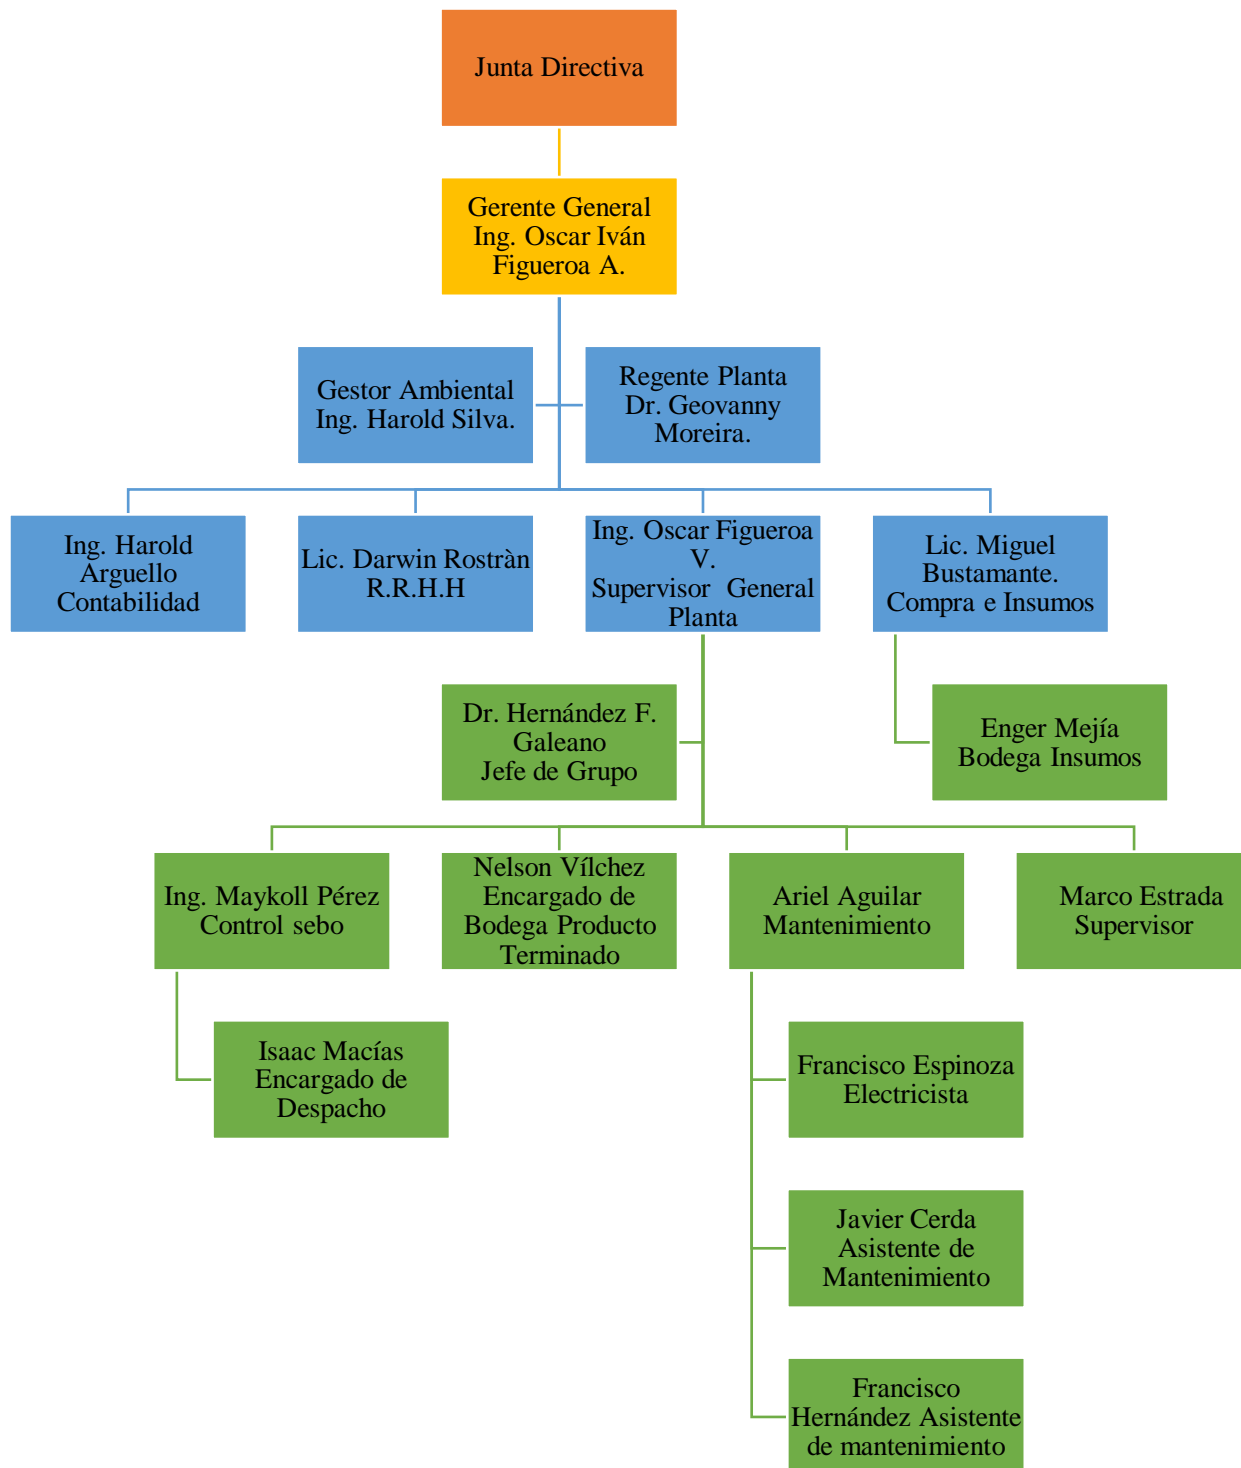 Junta Directiva
Gerente General
Ing. Oscar Iván
Figueroa A.
Gestor Ambiental
Ing. Harold Silva.
Regente Planta
Dr. Geovanny
Moreira.
Ing. Harold
Arguello
Contabilidad
Lic. Darwin Rostràn
R.R.H.H
Ing. Oscar Figueroa
V.
Supervisor General
Planta
Lic. Miguel
Bustamante.
Compra e Insumos
Dr. Hernández F.
Galeano
Jefe de Grupo
Enger Mejía
Bodega Insumos
Ing. Maykoll Pérez
Control sebo
Nelson Vílchez
Encargado de
Bodega Producto
Terminado
Ariel Aguilar
Mantenimiento
Marco Estrada
Supervisor
Isaac Macías
Encargado de
Despacho
Francisco Espinoza
Electricista
Javier Cerda
Asistente de
Mantenimiento
Francisco
Hernández Asistente
de mantenimiento